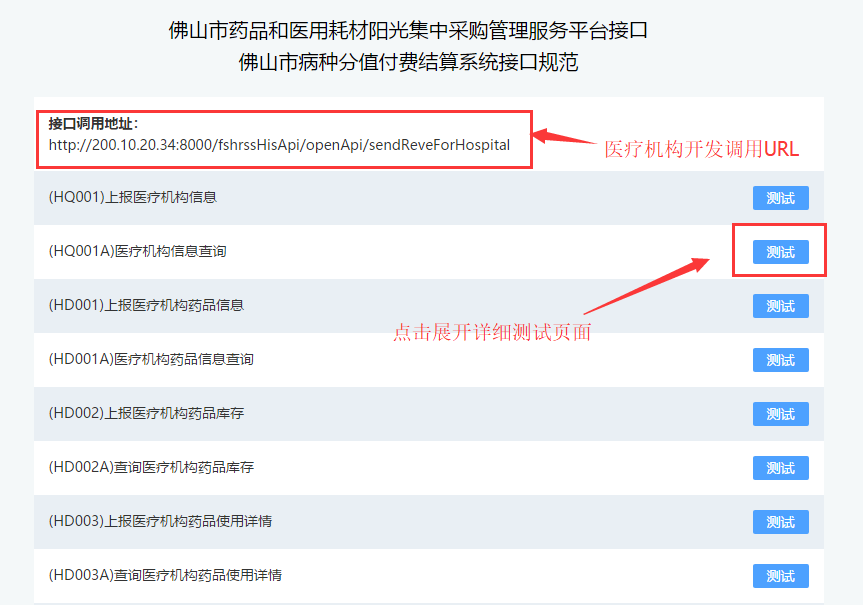 佛山市药品和医用耗材阳光集中采购管理服务平台接口
佛山市病种分值付费结算系统接口规范
接口调用地址：
http://200.10.20.34:8000/fshrssHisApi/openApi/sendReveForHospital
医疗机构开发调用URL
(HQ001)上报医疗机构信息 测试
(HQ001A)医疗机构信息查询 测试
(HD001)上报医疗机构药品信息 测试
点击展开详细测试页面
(HD001A)医疗机构药品信息查询 测试
(HD002)上报医疗机构药品库存 测试
(HD002A)查询医疗机构药品库存 测试
(HD003)上报医疗机构药品使用详情 测试
(HD003A)查询医疗机构药品使用详情 测试